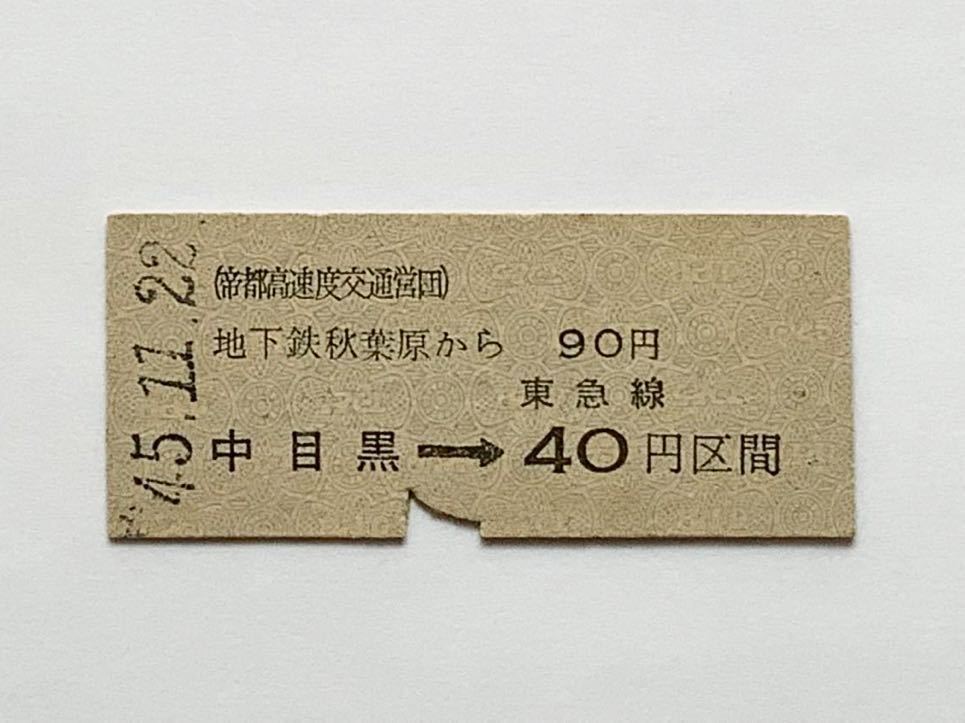 45.11.22
(帝都高速度交通営団)
地下鉄秋葉原から 90円
東急線
中目黒→40円区間